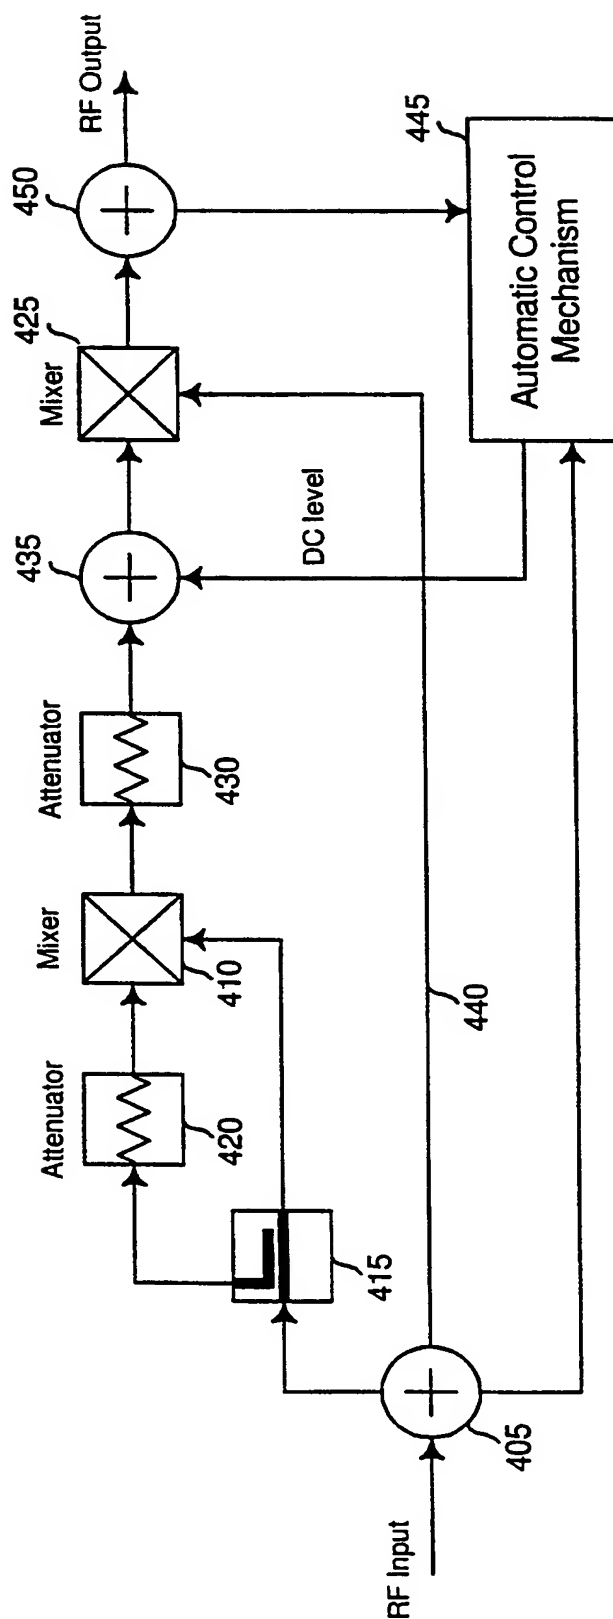 RF Input
405
415
Attenuator
420
Mixer
410
Attenuator
430
435
Mixer
425
450
RF Output
440
DC level
445
Automatic Control
Mechanism